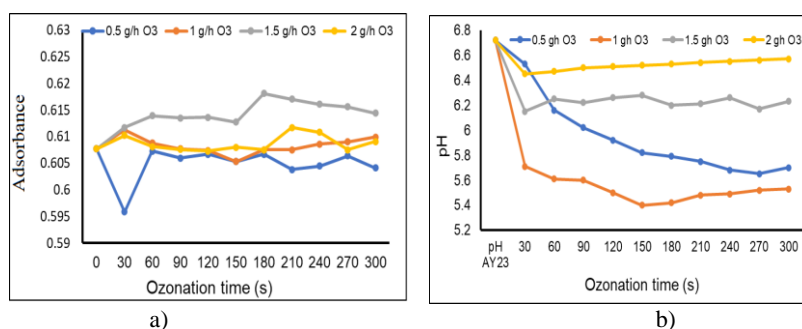 0.5 g/h O3 1 g/h O3 1.5 g/h O3 2 g/h O3
0.63
0.625
0.62
0.615
0.61
0.605
0.6
0.595
0.59
Adsorbance
0 30 60 90 120 150 180 210 240 270 300
Ozonation time (s)
a)
0.5 gh O3 1 gh O3 1.5 gh O3 2 gh O3
6.8
6.6
6.4
6.2
6
5.8
5.6
5.4
5.2
pH
pH 30 60 90 120 150 180 210 240 270 300
AY23
Ozonation time (s)
b)